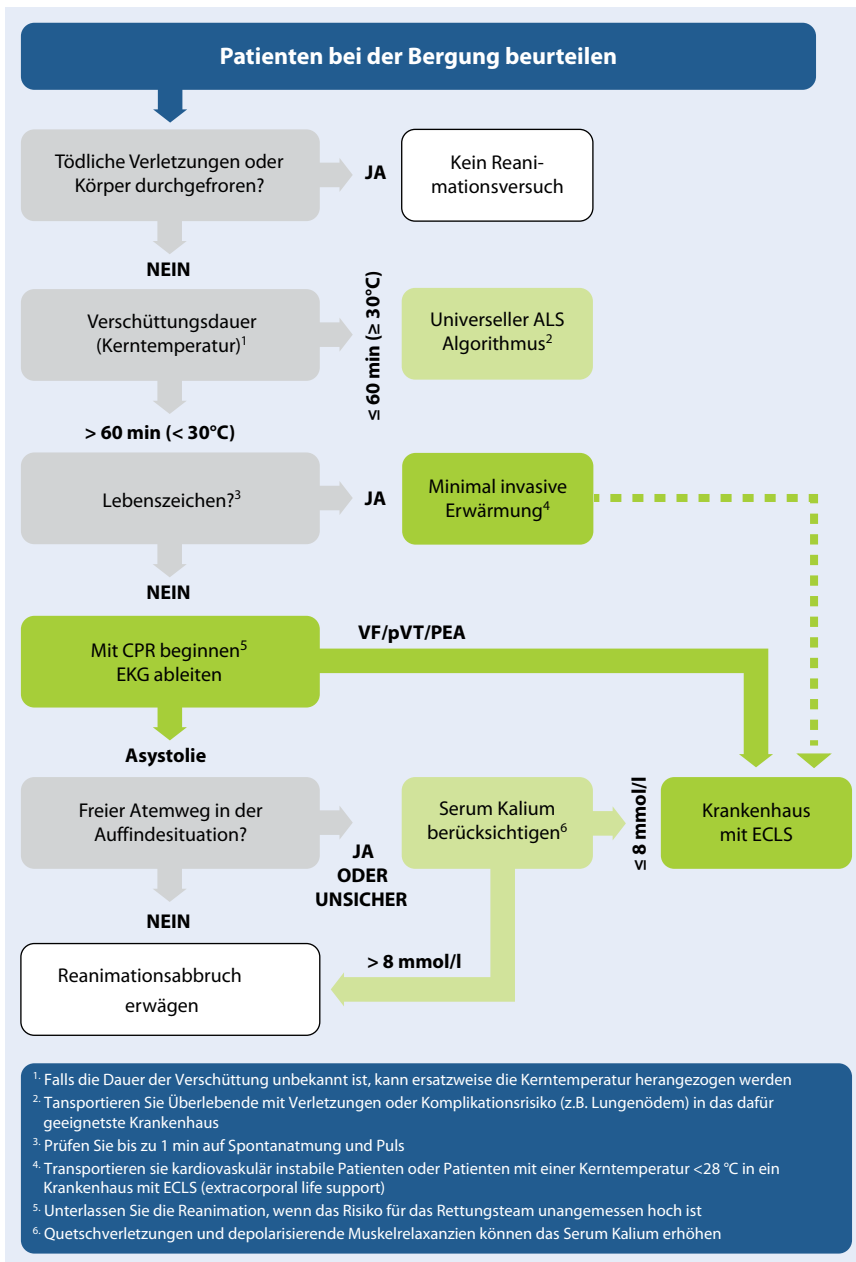 Patienten bei der Bergung beurteilen
Tödliche Verletzungen oder
Körper durchgefroren?
JA
Kein Reani-
mationsversuch
NEIN
Verschüttungsdauer
(Kerntemperatur)¹
≤ 60 min (≥ 30°C)
Universeller ALS
Algorithmus²
> 60 min (< 30°C)
Lebenszeichen?³
JA
Minimal invasive
Erwärmung⁴
NEIN
Mit CPR beginnen⁵
EKG ableiten
VF/pVT/PEA
Asystolie
Freier Atemweg in der
Auffindesituation?
JA
ODER
UNSICHER
Serum Kalium
berücksichtigen⁶
≤ 8 mmol/l
Krankenhaus
mit ECLS
NEIN
> 8 mmol/l
Reanimationsabbruch
erwägen
¹· Falls die Dauer der Verschüttung unbekannt ist, kann ersatzweise die Kerntemperatur herangezogen werden
²· Tansportieren Sie Überlebende mit Verletzungen oder Komplikationsrisiko (z.B. Lungenödem) in das dafür
geeignetste Krankenhaus
³· Prüfen Sie bis zu 1 min auf Spontanatmung und Puls
⁴· Transportieren sie kardiovaskulär instabile Patienten oder Patienten mit einer Kerntemperatur <28 °C in ein
Krankenhaus mit ECLS (extracorporal life support)
⁵· Unterlassen Sie die Reanimation, wenn das Risiko für das Rettungsteam unangemessen hoch ist
⁶· Quetschverletzungen und depolarisierende Muskelrelaxanzien können das Serum Kalium erhöhen